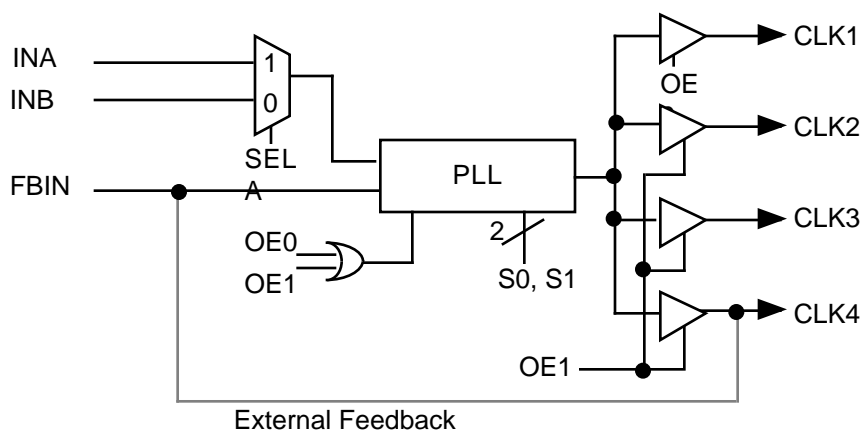 INA
INB
FBIN
1
0
SEL
A
OE0
OE1
PLL
2
S0, S1
OE
CLK1
CLK2
CLK3
CLK4
OE1
External Feedback